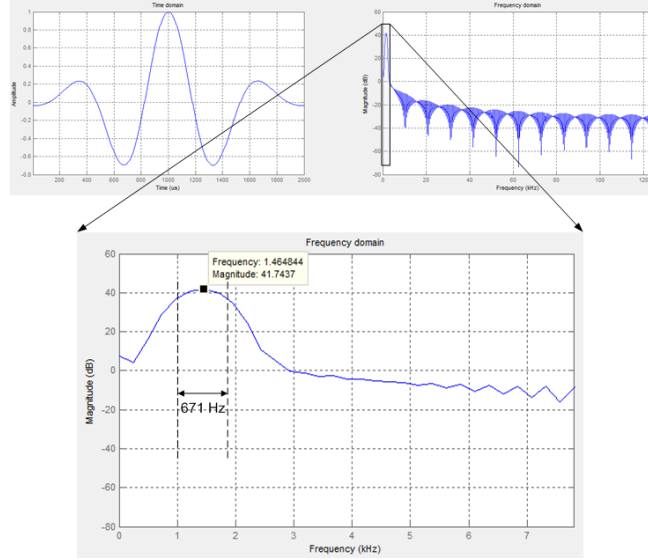 Time domain
Amplitude
1
0.8
0.6
0.4
0.2
0
-0.2
-0.4
-0.6
-0.8
200 400 600 800 1000 1200 1400 1600 1800 2000
Time (us)
Frequency domain
Magnitude (dB)
60
40
20
0
-20
-40
-60
-80
0 20 40 60 80 100 120
Frequency (kHz)
Frequency domain
Magnitude (dB)
60
40
20
0
-20
-40
-60
-80
Frequency: 1.464844
Magnitude: 41.7437
671 Hz
0 1 2 3 4 5 6 7
Frequency (kHz)